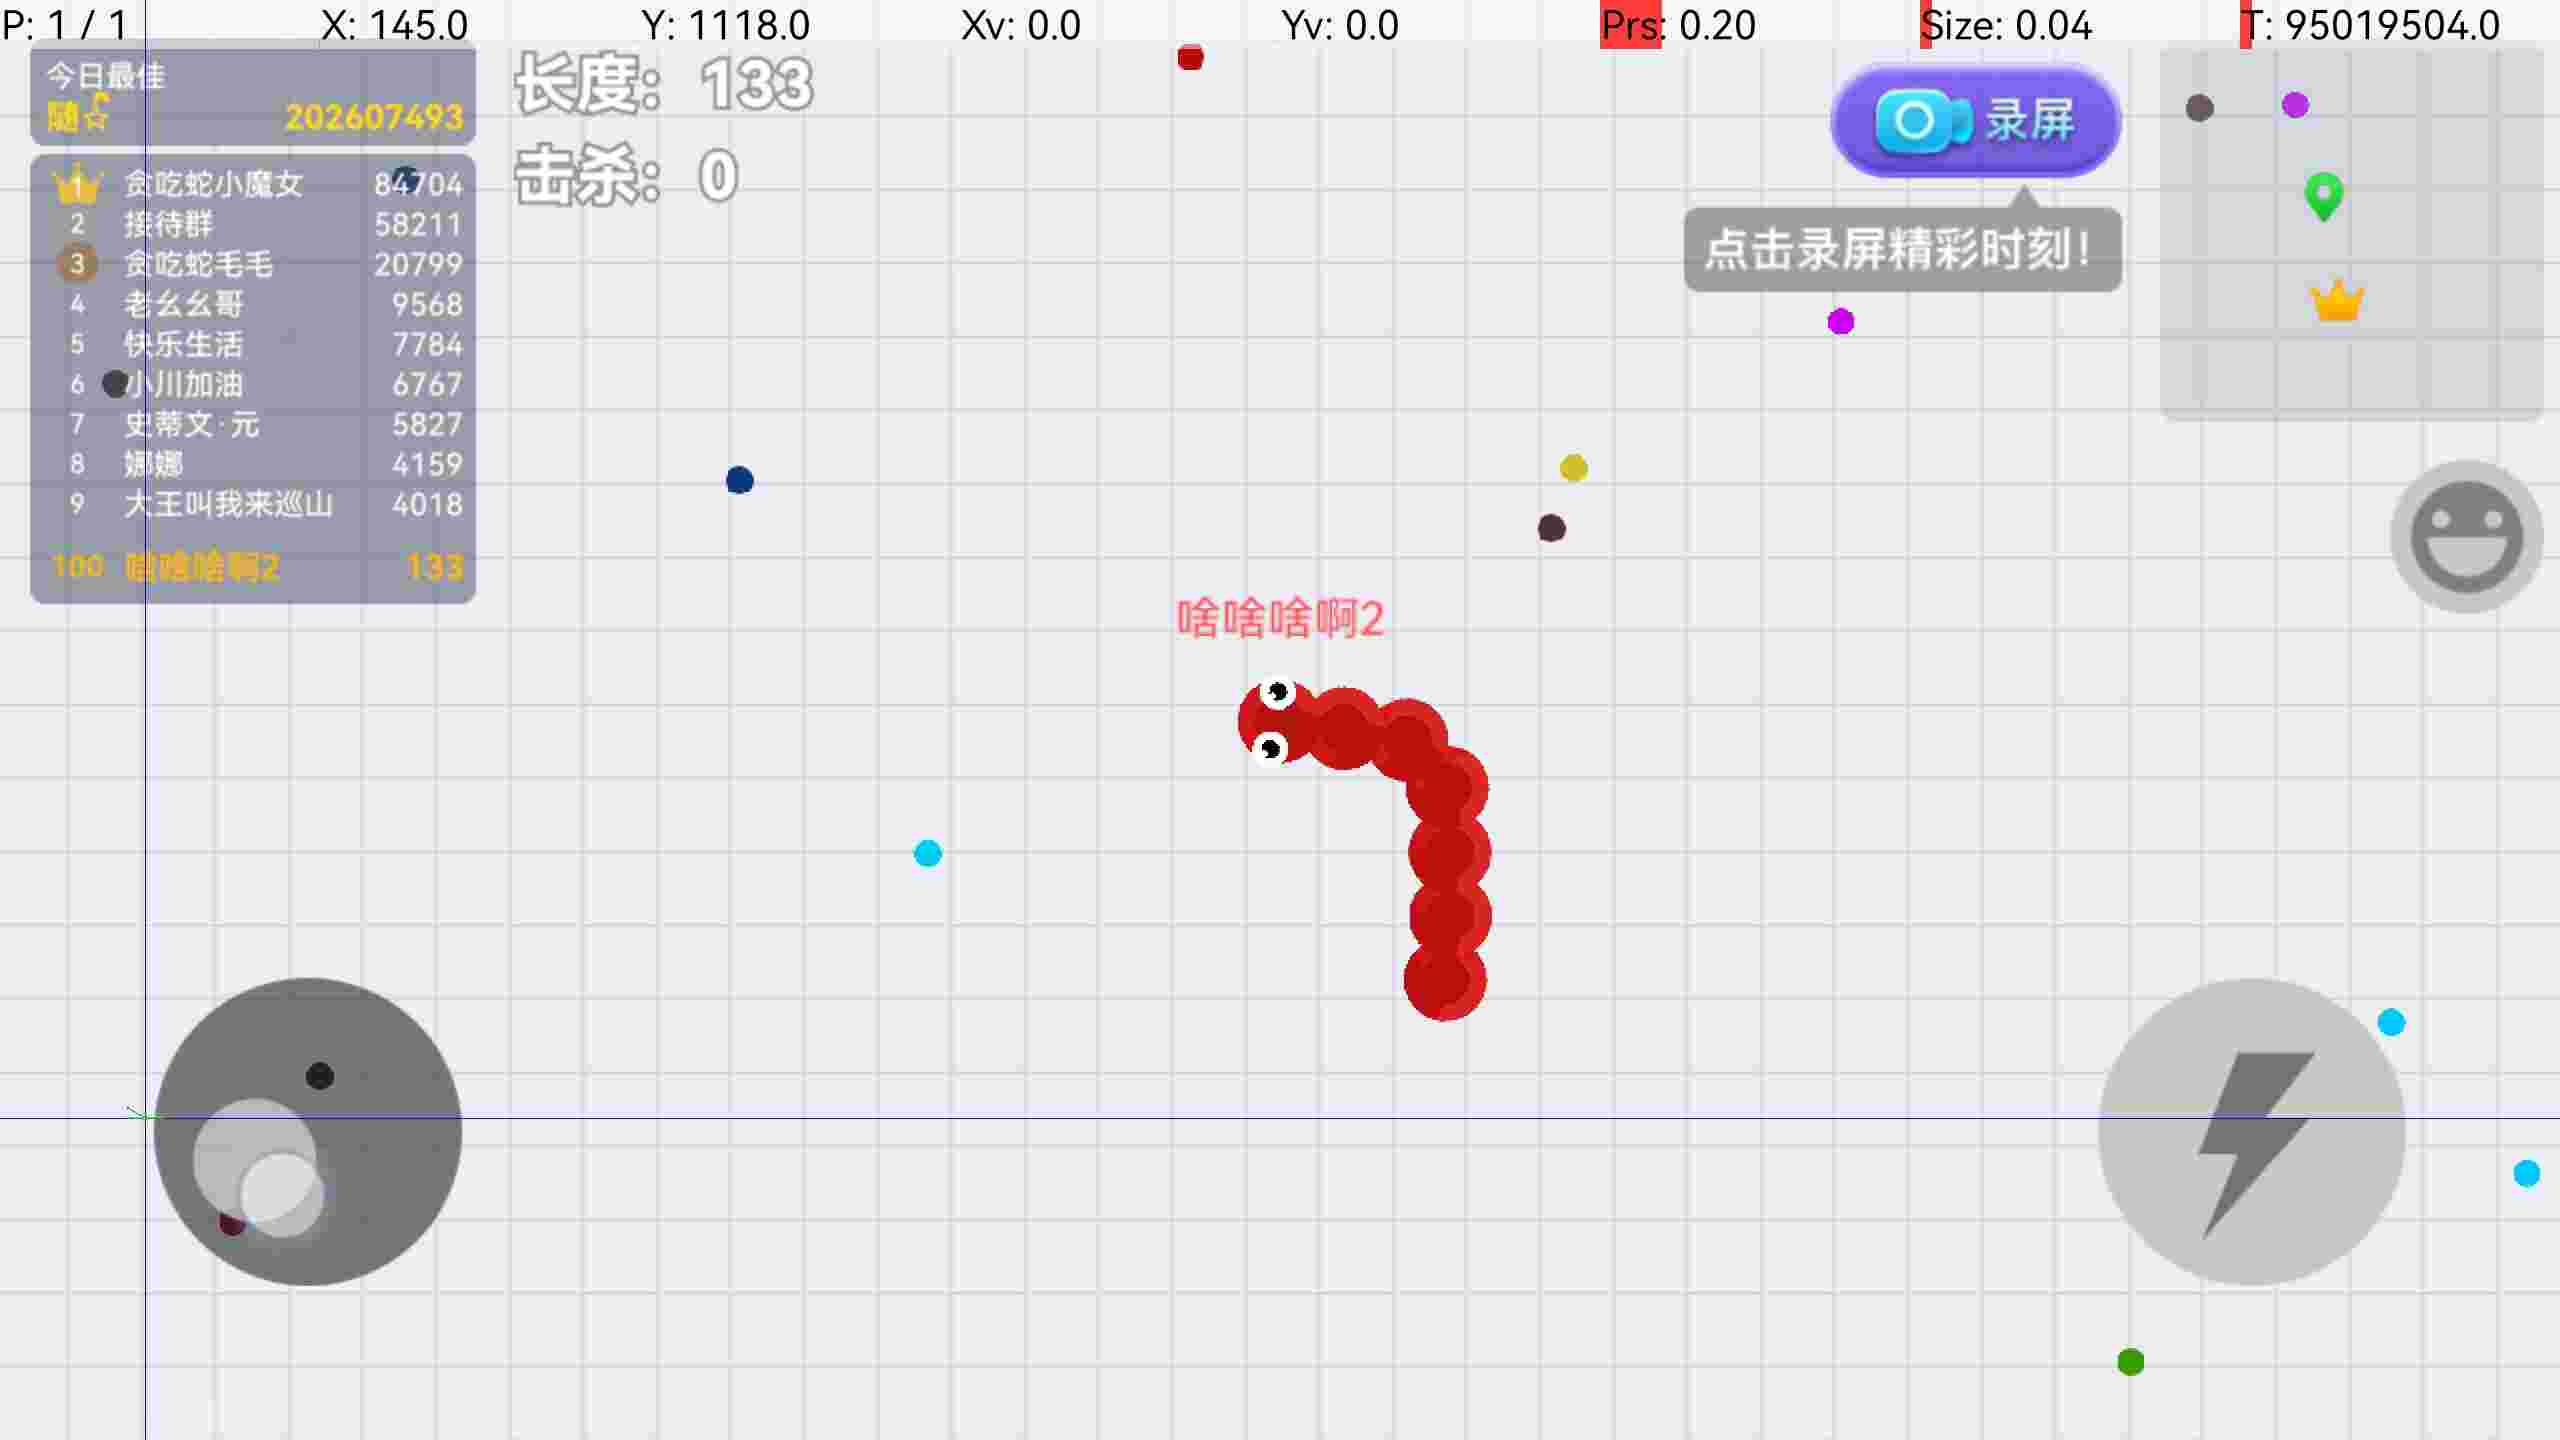 P: 1 / 1 X: 145.0 Y: 1118.0 Xv: 0.0 Yv: 0.0 Prs: 0.20 Size: 0.04 T: 95019504.0
今日最佳
随 202607493
1 贪吃蛇小魔女 84704
2 接待群 58211
3 贪吃蛇毛毛 20799
4 老幺幺哥 9568
5 快乐生活 7784
6 小川加油 6767
7 史蒂文·元 5827
8 娜娜 4159
9 大王叫我来巡山 4018
100 啥啥啥啊2 133
长度： 133
击杀： 0
录屏
点击录屏精彩时刻！
啥啥啥啊2